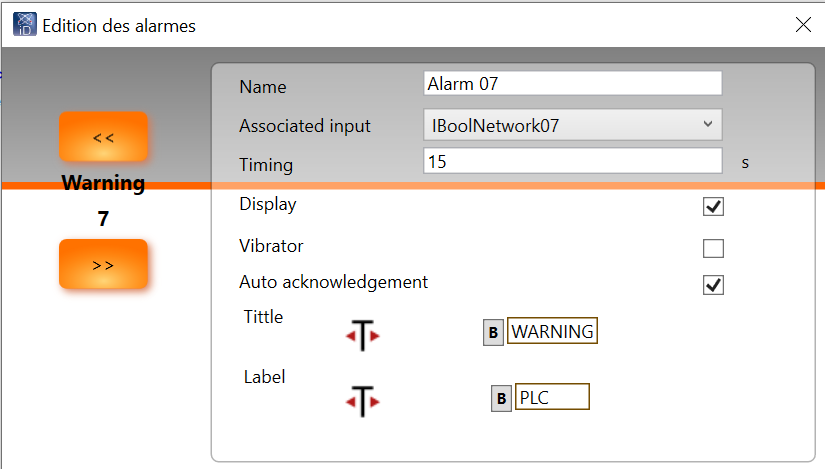 iD Edition des alarmes
Name Alarm 07
Associated input IBoolNetwork07
Timing 15 s
<<
Warning
7
>>
Display
Vibrator
Auto acknowledgement
Tittle T B WARNING
Label T B PLC